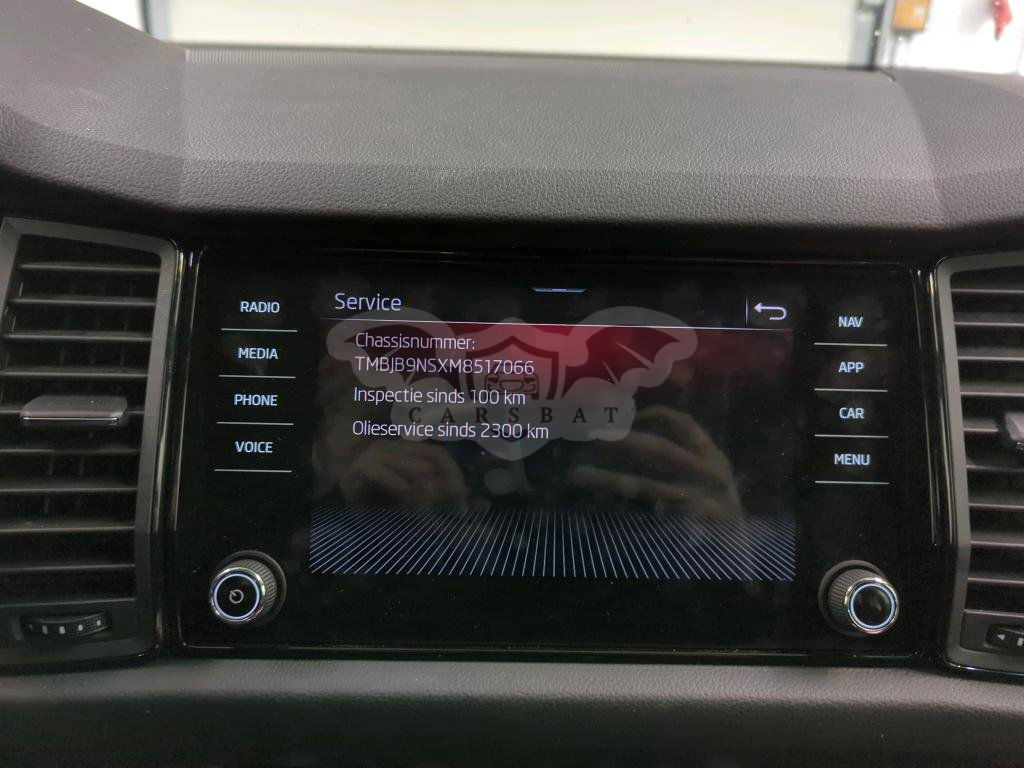 Service
RADIO
MEDIA
PHONE
VOICE
Chassisnummer:
TMBJB9NSXM8517066
Inspectie sinds 100 km
Olieservice sinds 2300 km
CARSBAT
NAV
APP
CAR
MENU